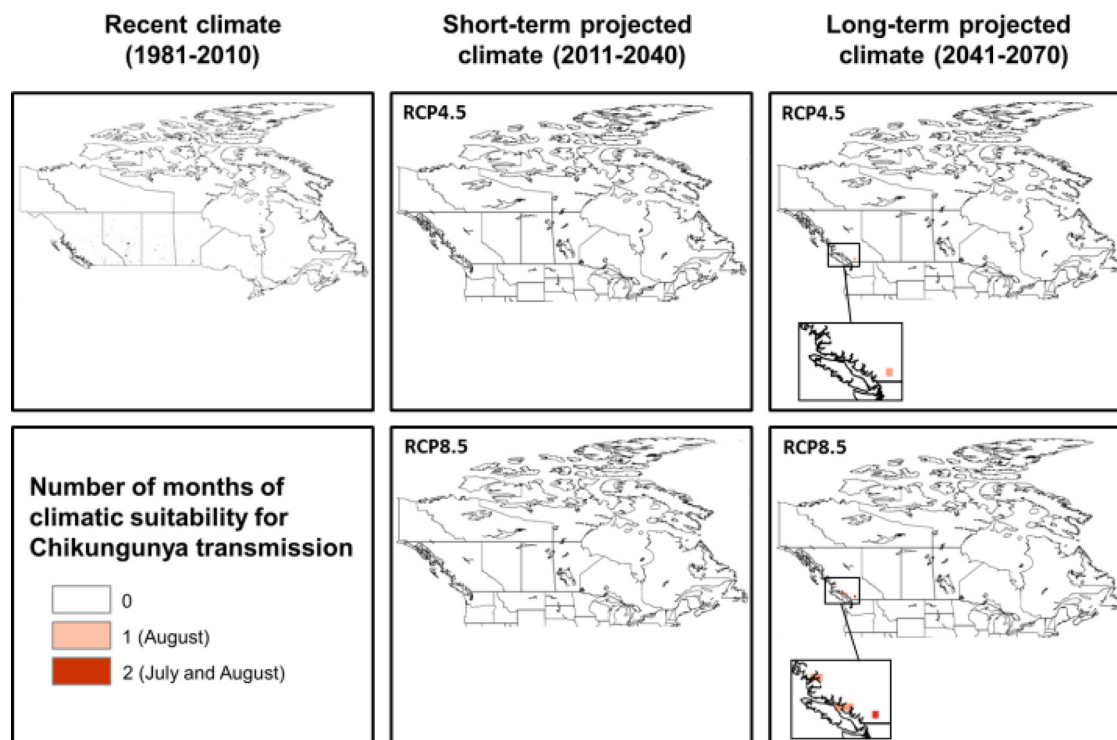 Recent climate
(1981-2010)
Short-term projected
climate (2011-2040)
Long-term projected
climate (2041-2070)
RCP4.5
RCP4.5
Number of months of
climatic suitability for
Chikungunya transmission
0
1 (August)
2 (July and August)
RCP8.5
RCP8.5